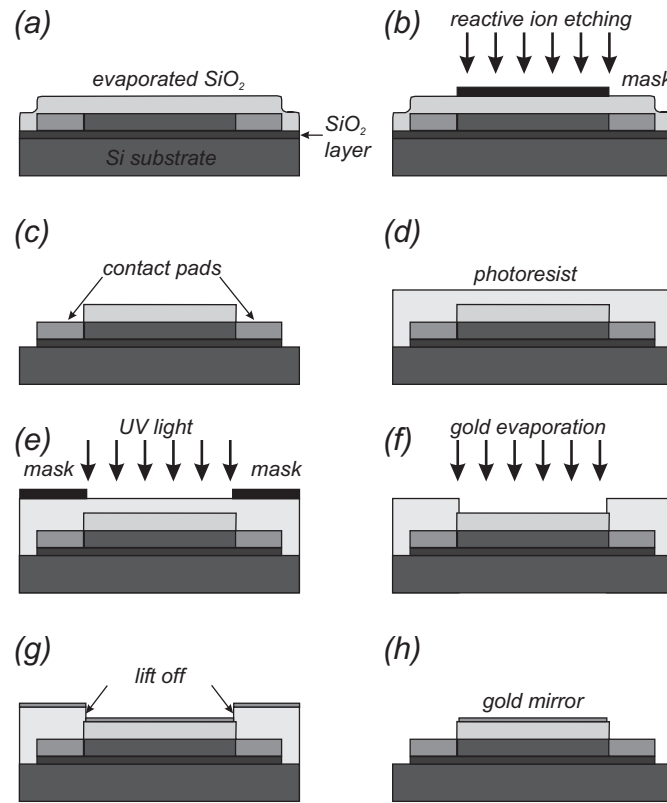 (a)
evaporated SiO2
SiO2
layer
Si substrate
(b)
reactive ion etching
mask
(c)
contact pads
(d)
photoresist
(e)
UV light
mask
mask
(f)
gold evaporation
(g)
lift off
(h)
gold mirror